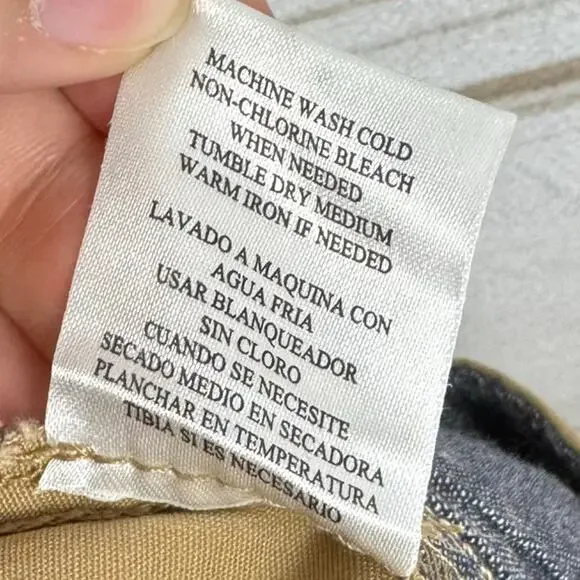 MACHINE WASH COLD
NON-CHLORINE BLEACH
WHEN NEEDED
TUMBLE DRY MEDIUM
WARM IRON IF NEEDED
LAVADO A MAQUINA CON
AGUA FRIA
USAR BLANQUEADOR
SIN CLORO
CUANDO SE NECESITE
SECADO MEDIO EN SECADORA
PLANCHAR EN TEMPERATURA
TIBIA SI ES NECESARIO